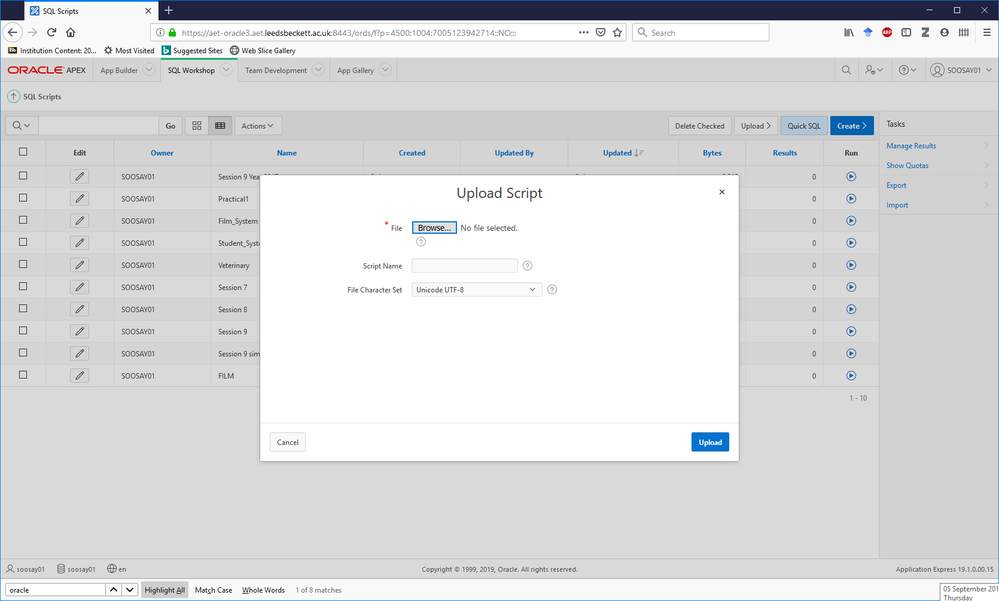 SQL Scripts
https://aet-oracle3.aet.leedsbeckett.ac.uk:8443/ords/f?p=4500:1004:7005123942714::NO:::
Search
ABP
Bb Institution Content: 20... Most Visited Suggested Sites Web Slice Gallery
ORACLE APEX App Builder SQL Workshop Team Development App Gallery SOOSAY01
SQL Scripts
Go Actions Delete Checked Upload Quick SQL Create Tasks
Edit Owner Name Created Updated By Updated Bytes Results Run
Manage Results
Show Quotas
Export
Import
SOOSAY01 Session 9 Yea 0
SOOSAY01 Practical1 0
SOOSAY01 Film_System 0
SOOSAY01 Student_Syst 0
SOOSAY01 Veterinary 0
SOOSAY01 Session 7 0
SOOSAY01 Session 8 0
SOOSAY01 Session 9 0
SOOSAY01 Session 9 sim 0
SOOSAY01 FILM 0
1 - 10
Upload Script
* File Browse... No file selected.
Script Name
File Character Set Unicode UTF-8
Cancel Upload
soosay01 soosay01 en Copyright © 1999, 2019, Oracle. All rights reserved. Application Express 19.1.0.00.15
oracle Highlight All Match Case Whole Words 1 of 8 matches
05 September 201
Thursday